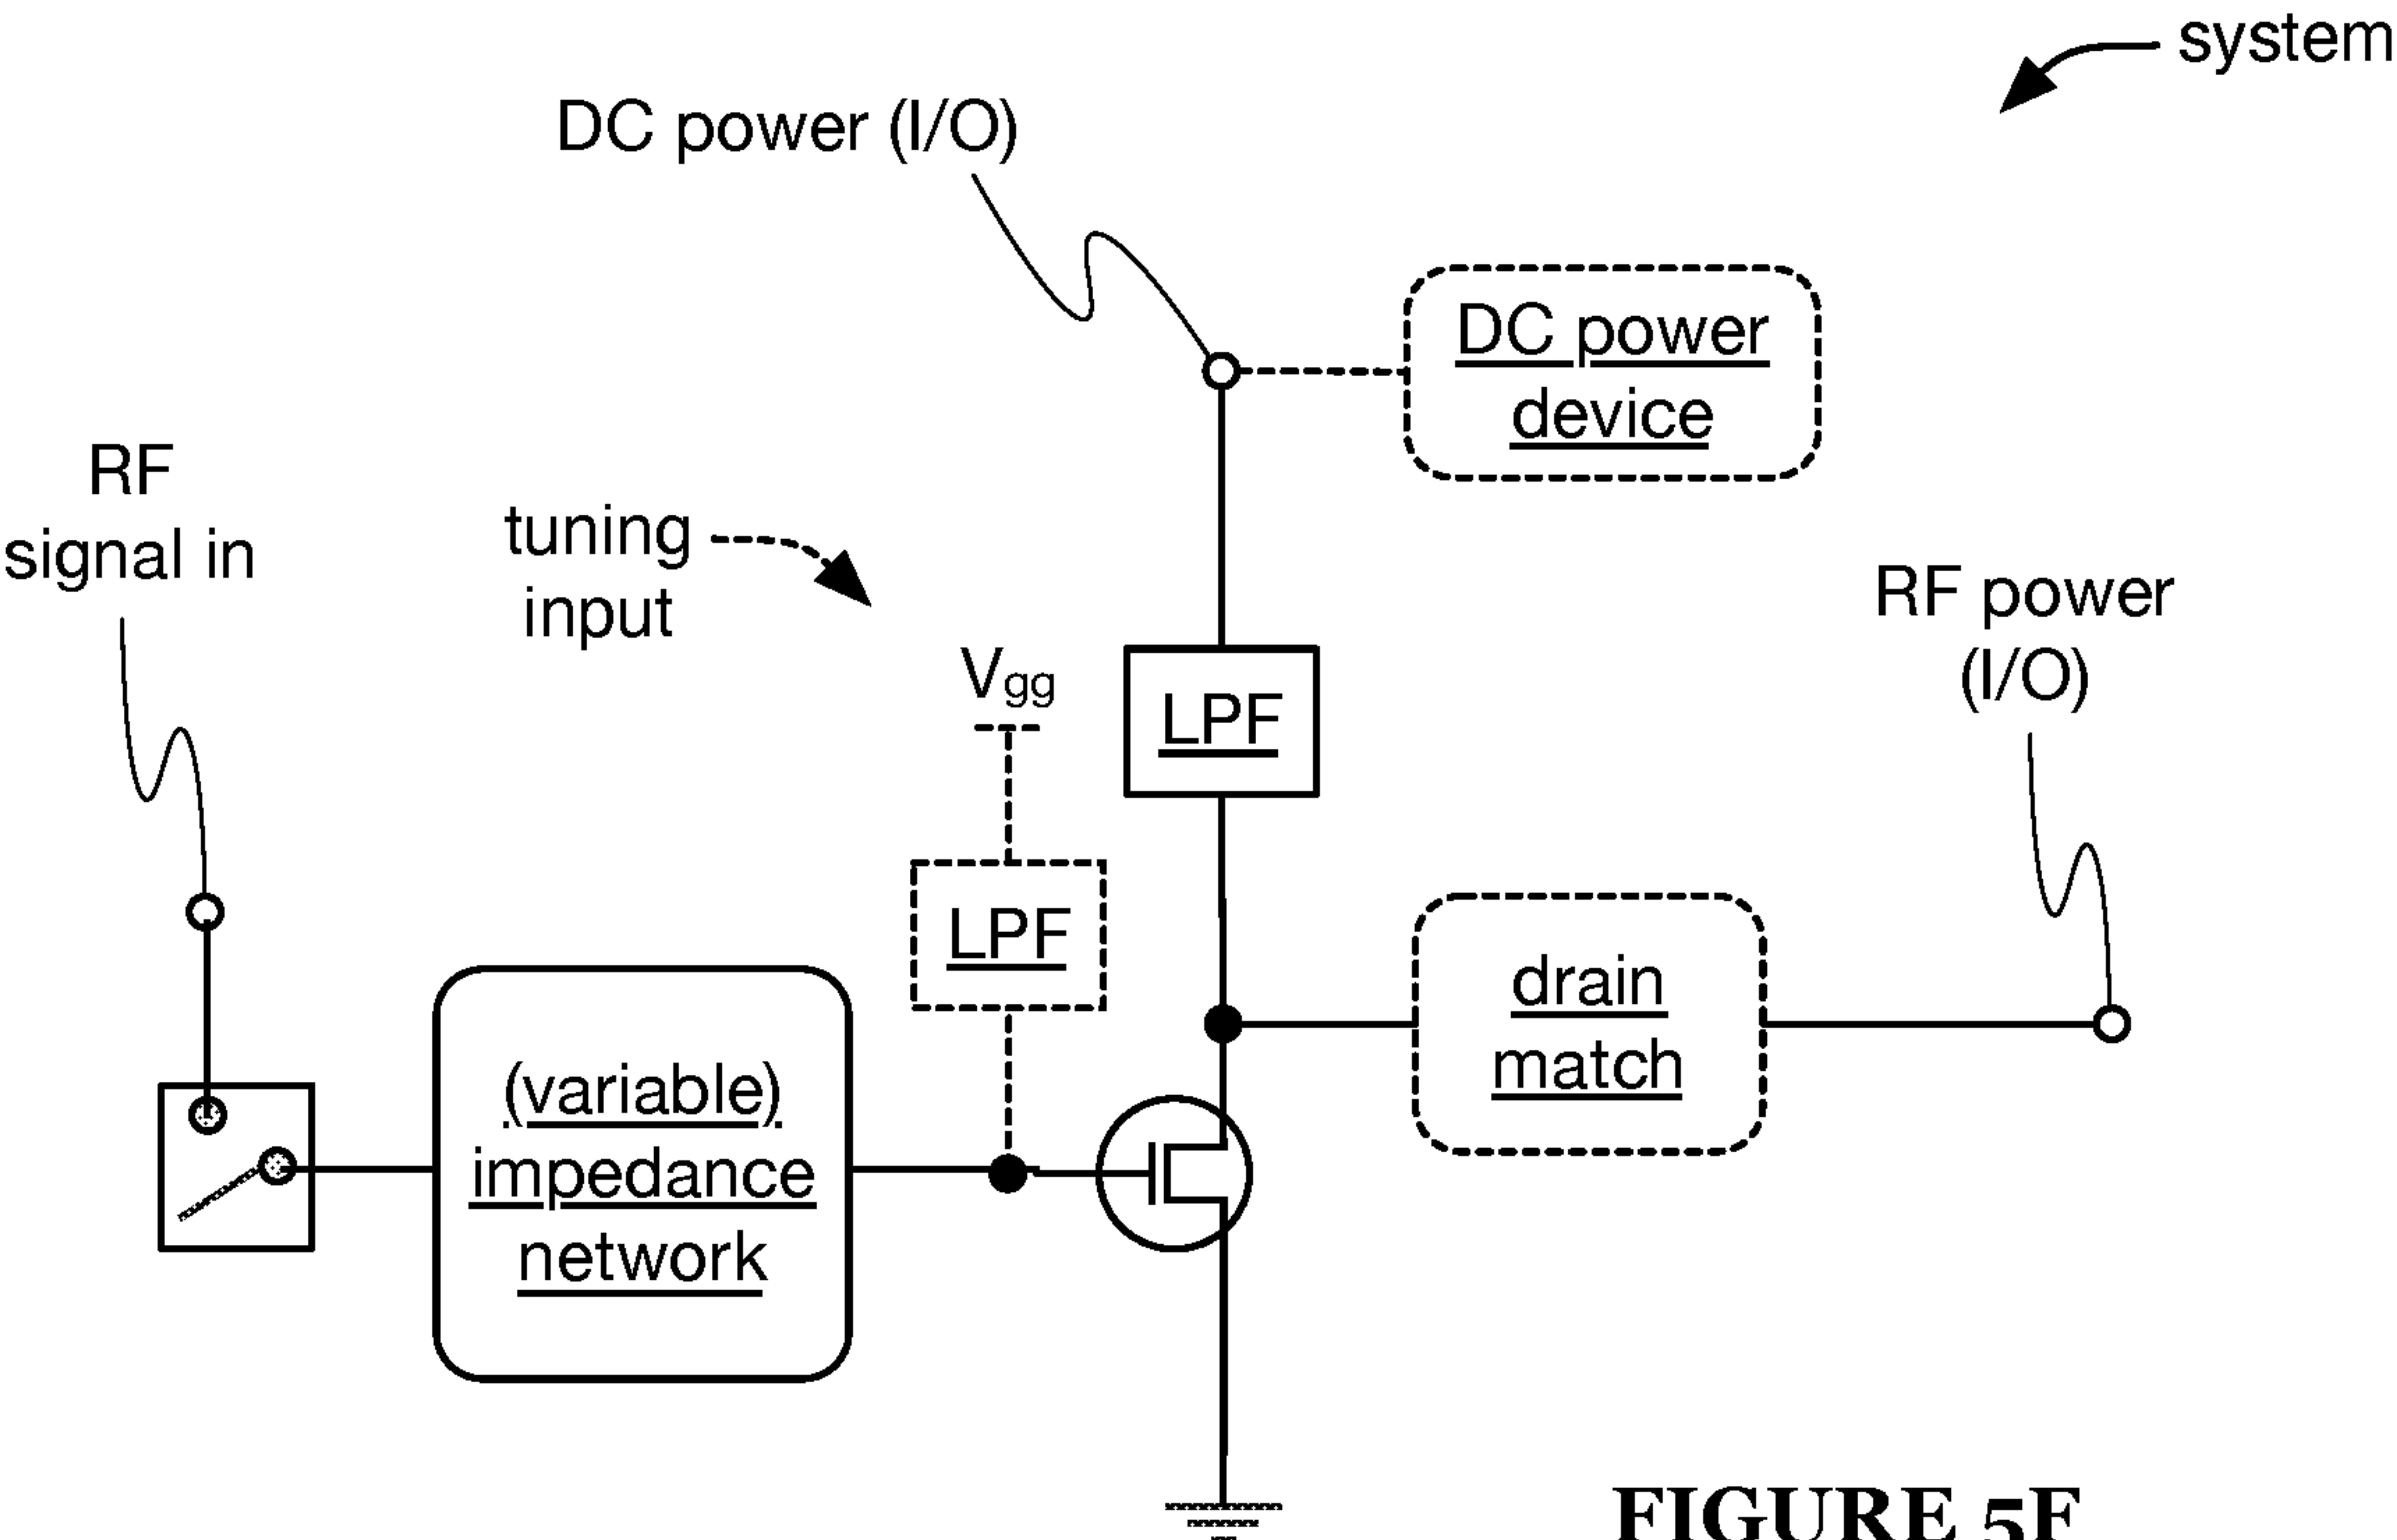 system
DC power (I/O)
DC power
device
RF
signal in
tuning
input
RF power
(I/O)
Vgg
LPF
LPF
drain
match
(variable)
impedance
network
FIGURE 5F